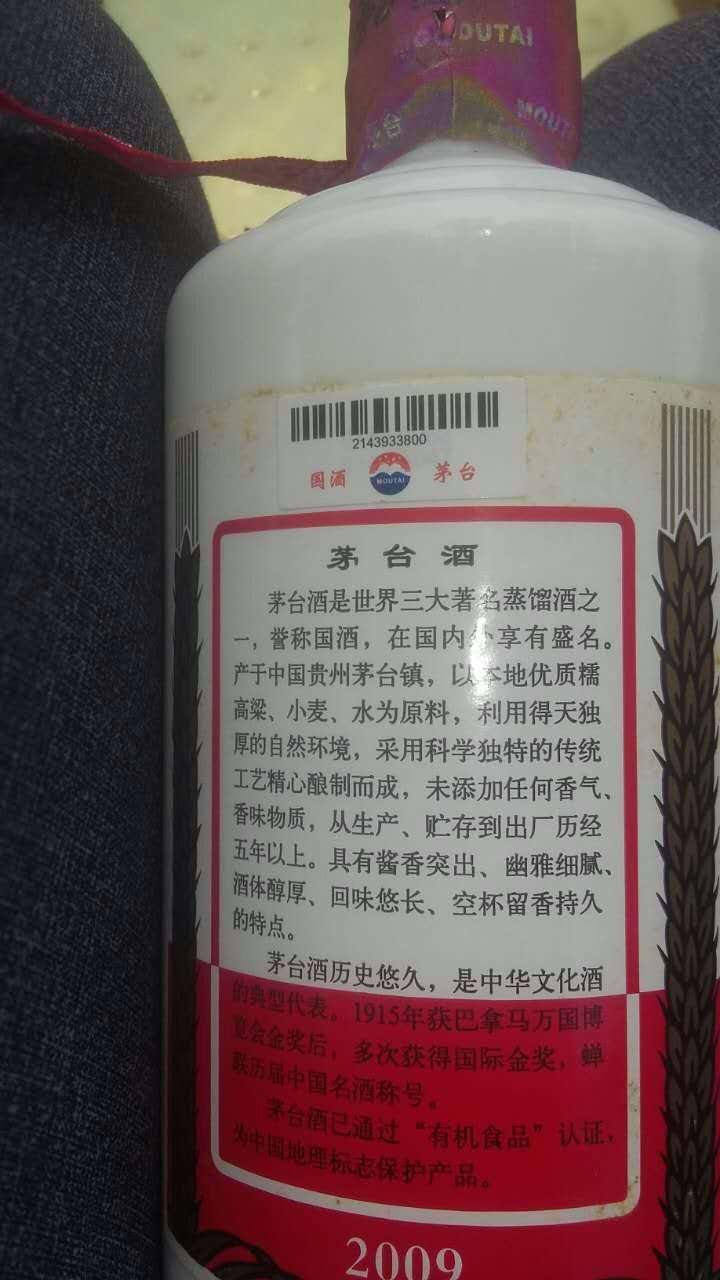 OUTAI
MOUT
台
2143933800
国酒
MOUTAI
茅台
茅台酒
茅台酒是世界三大著名蒸馏酒之
一，誉称国酒，在国内外享有盛名。
产于中国贵州茅台镇，以本地优质糯
高粱、小麦、水为原料，利用得天独
厚的自然环境，采用科学独特的传统
工艺精心酿制而成，未添加任何香气、
香味物质，从生产、贮存到出厂历经
五年以上。具有酱香突出、幽雅细腻、
酒体醇厚、回味悠长、空杯留香持久
的特点。
茅台酒历史悠久，是中华文化酒
的典型代表。1915年获巴拿马万国博
览会金奖后，多次获得国际金奖，蝉
联历届中国名酒称号。
茅台酒已通过“有机食品”认证，
为中国地理标志保护产品。
2009